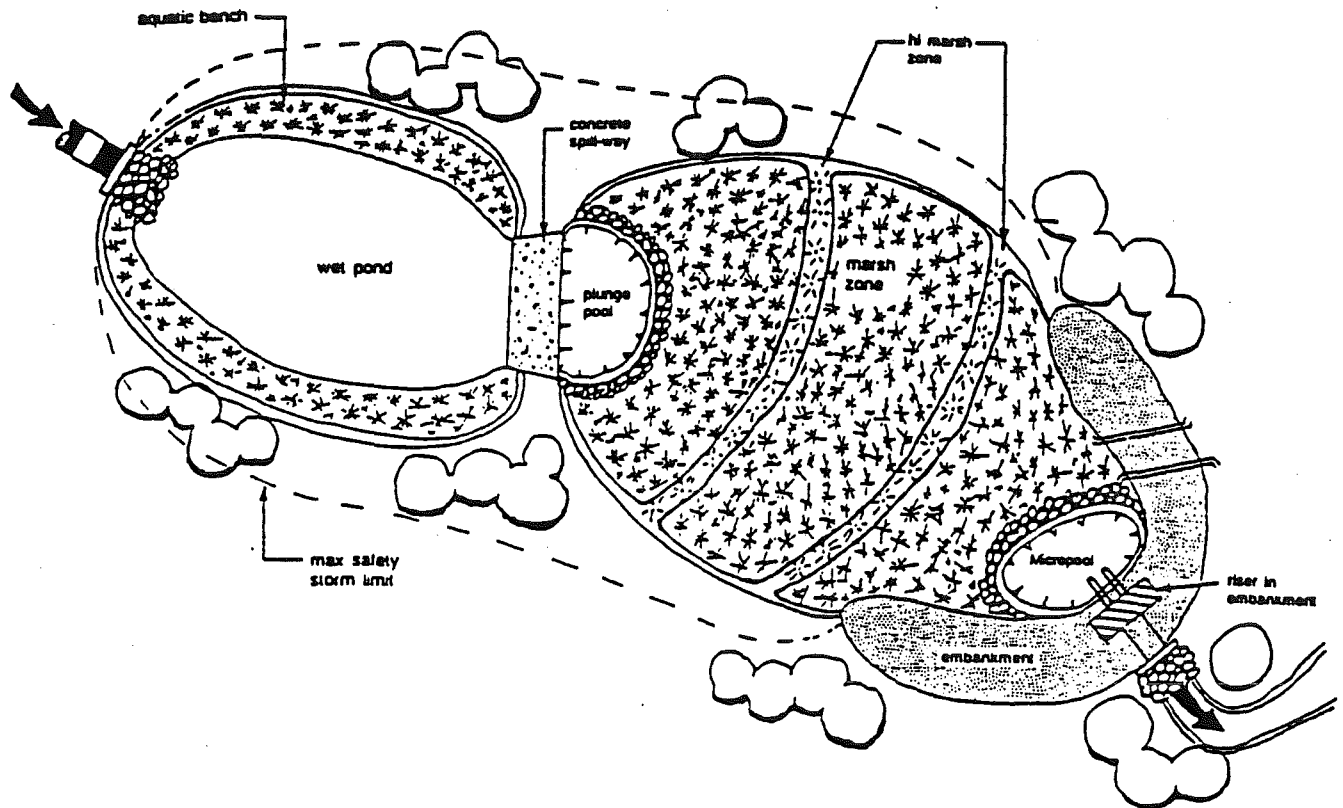 aquatic bench
hi marsh
zone
concrete
spill-way
wet pond
plunge
pool
marsh
zone
max safety
storm limit
Micropool
riser in
embankment
embankment